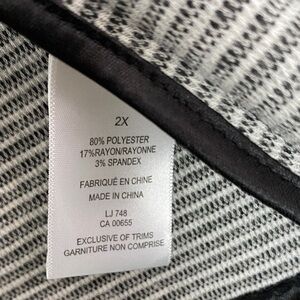 2X
80% POLYESTER
17%RAYON/RAYONNE
3% SPANDEX
FABRIQUÉ EN CHINE
MADE IN CHINA
LJ 748
CA 00655
EXCLUSIVE OF TRIMS
GARNITURE NON COMPRISE